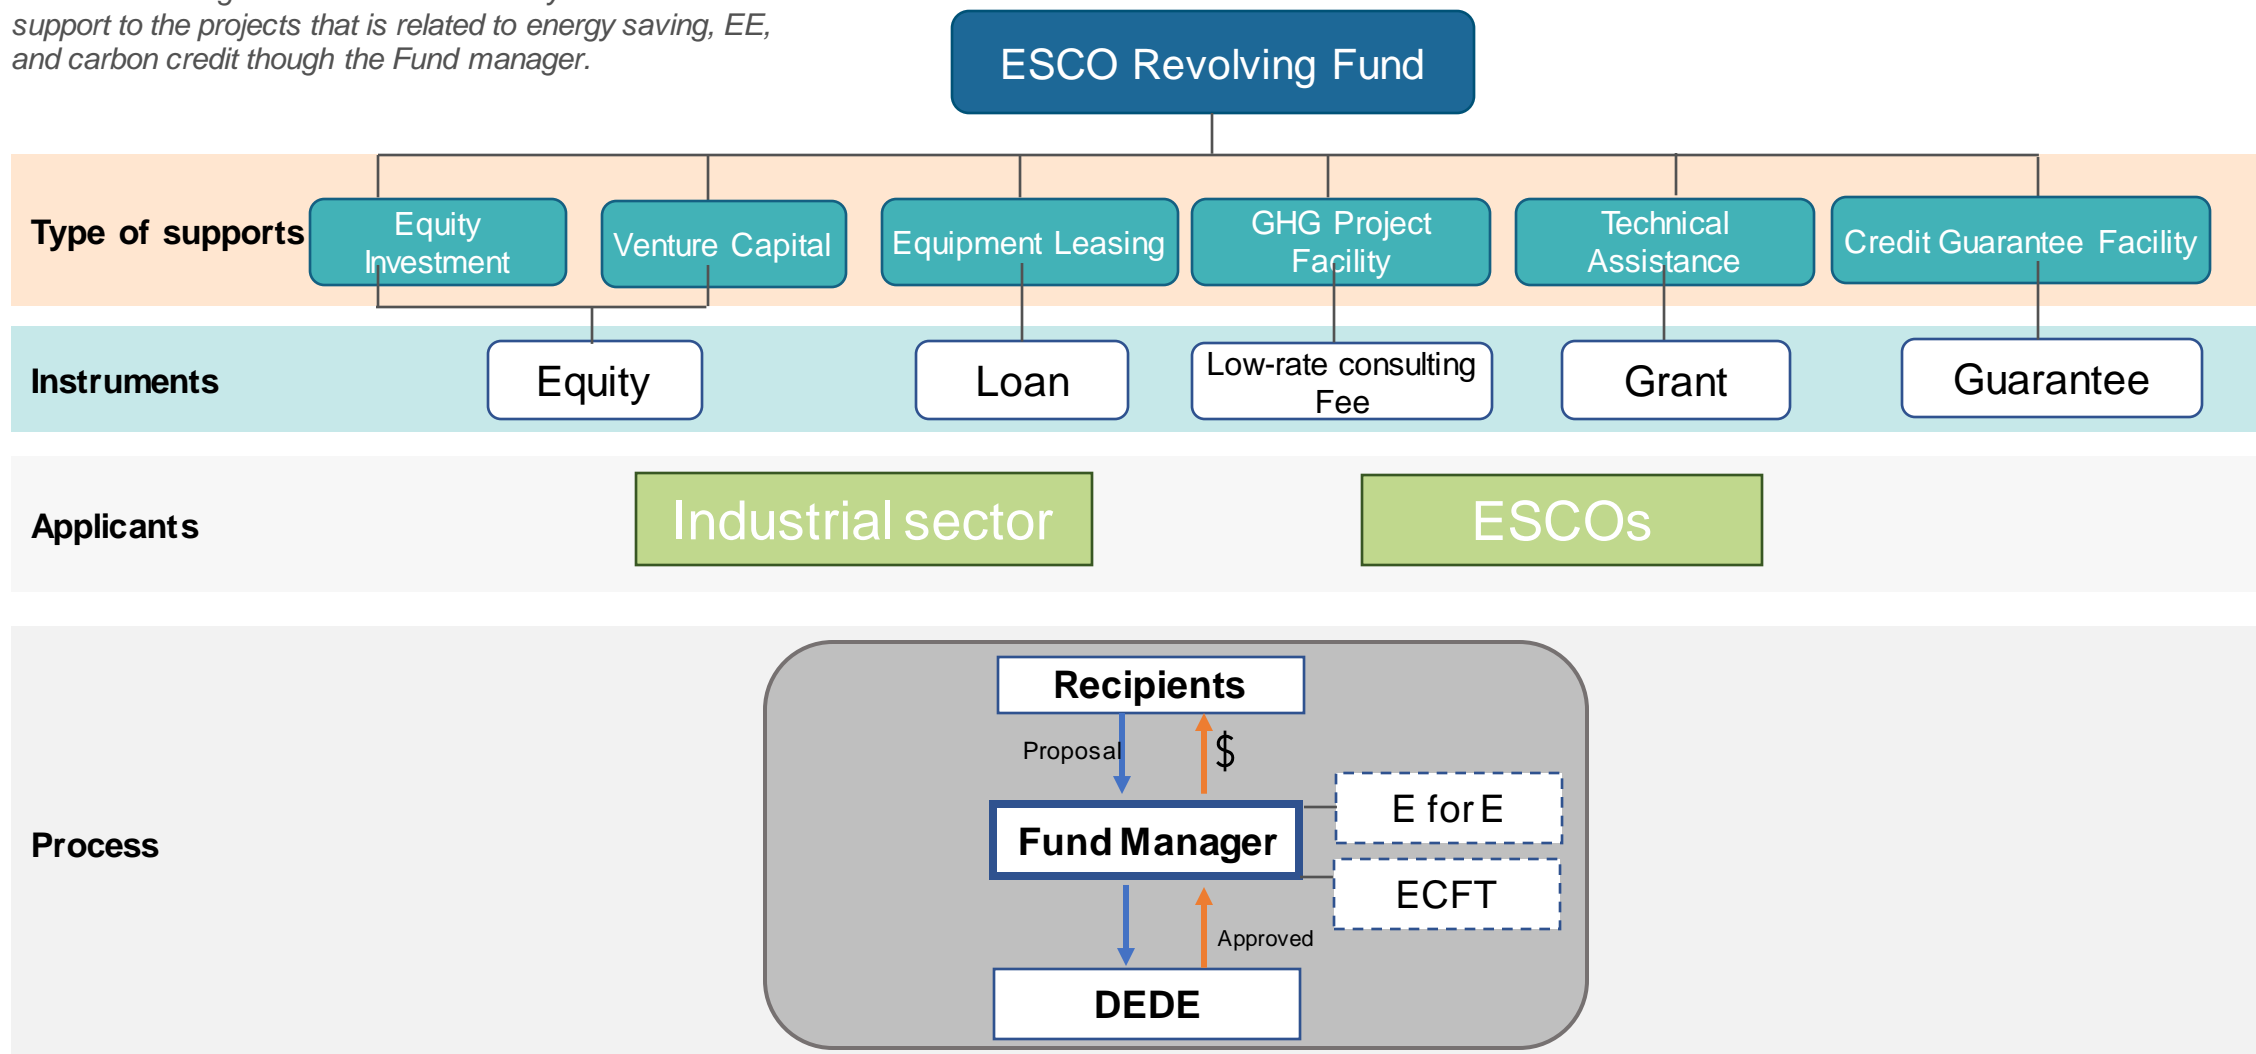 support to the projects that is related to energy saving, EE,
and carbon credit though the Fund manager.
ESCO Revolving Fund
Type of supports
Equity
Investment
Venture Capital
Equipment Leasing
GHG Project
Facility
Technical
Assistance
Credit Guarantee Facility
Instruments
Equity
Loan
Low-rate consulting
Fee
Grant
Guarantee
Applicants
Industrial sector
ESCOs
Process
Recipients
Proposal
$
Fund Manager
E for E
ECFT
Approved
DEDE